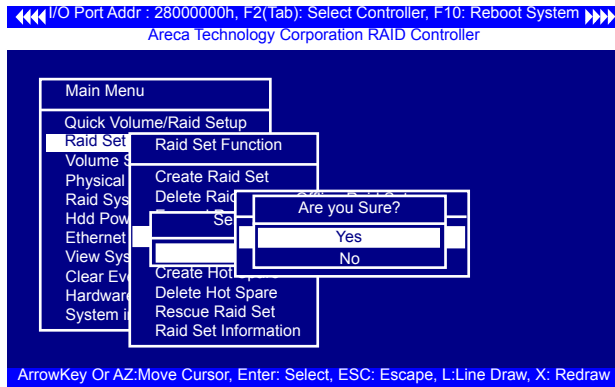 I/O Port Addr : 28000000h, F2(Tab): Select Controller, F10: Reboot System
Areca Technology Corporation RAID Controller
Main Menu
Quick Volume/Raid Setup
Raid Set
Raid Set Function
Volume S
Physical
Create Raid Set
Raid Sys
Delete Raid
Are you Sure?
Hdd Pow
Se
Ethernet
Yes
View Sys
No
Clear Ev
Create Hot Spare
Hardware
Delete Hot Spare
System i
Rescue Raid Set
Raid Set Information
ArrowKey Or AZ:Move Cursor, Enter: Select, ESC: Escape, L:Line Draw, X: Redraw